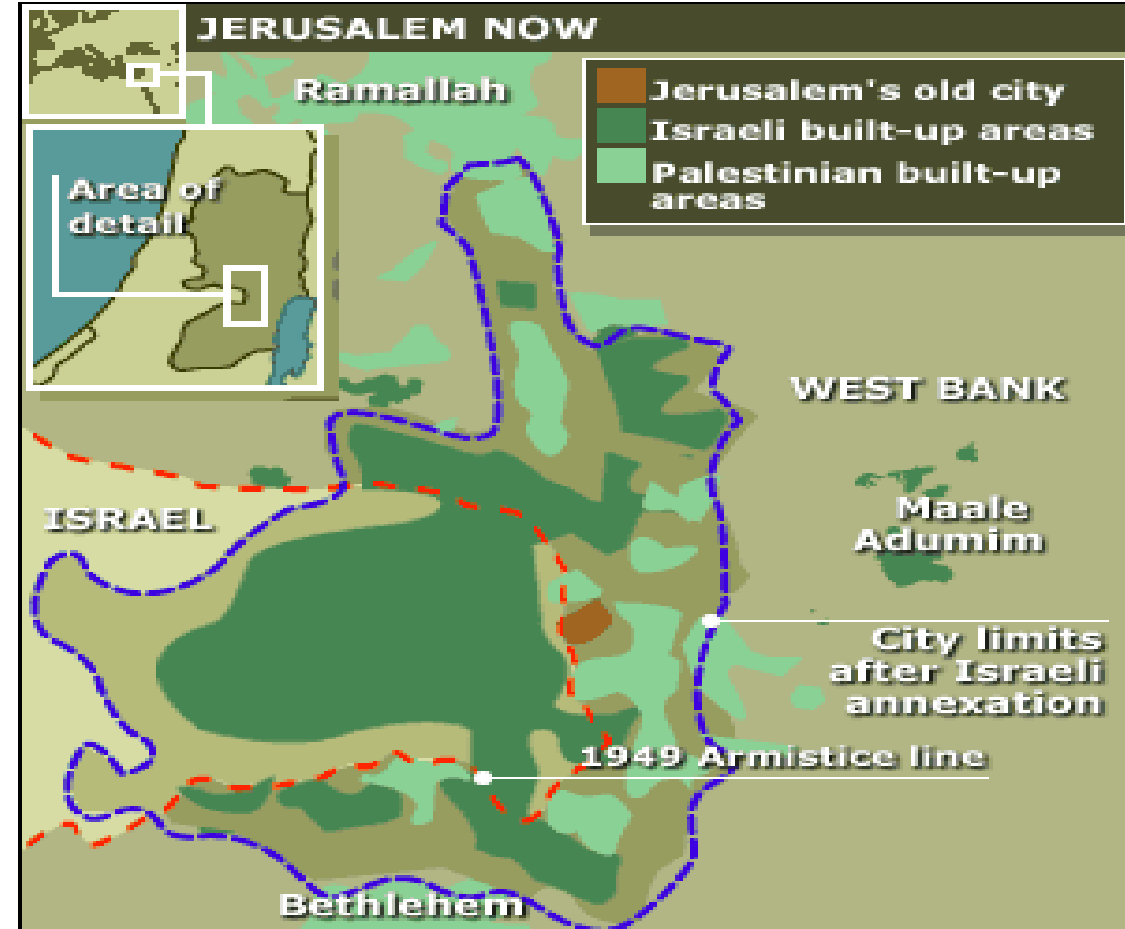 JERUSALEM NOW
Ramallah
Jerusalem's old city
Israeli built-up areas
Palestinian built-up
areas
Area of
detail
WEST BANK
ISRAEL
Maale
Adumim
City limits
after Israeli
annexation
1949 Armistice line
Bethlehem